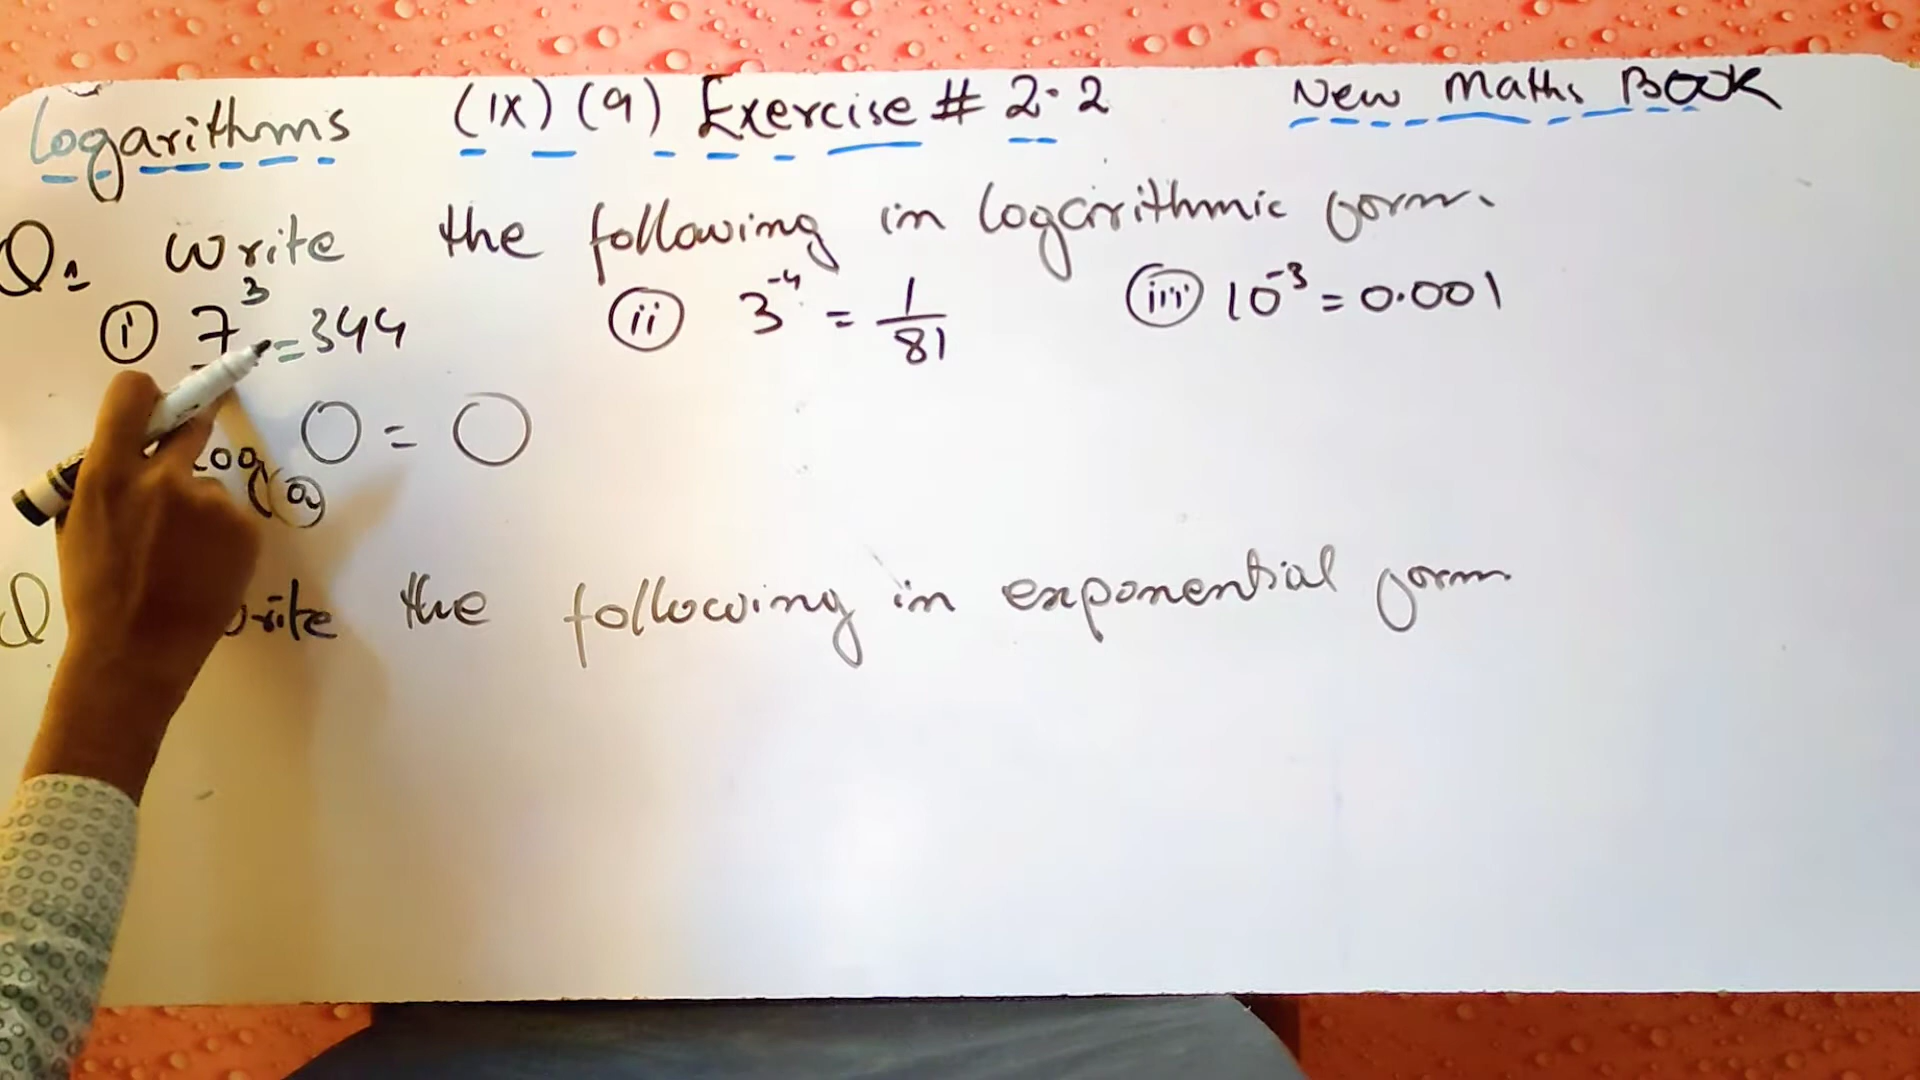 Logarithms (IX) (9) Exercise # 2.2 New Maths Book
Q1 Write the following in logarithmic form.
(i) 7³ = 344 (ii) 3⁻⁴ = 1/81 (iii) 10⁻³ = 0.001
Log a O = O
Q write the following in exponential form